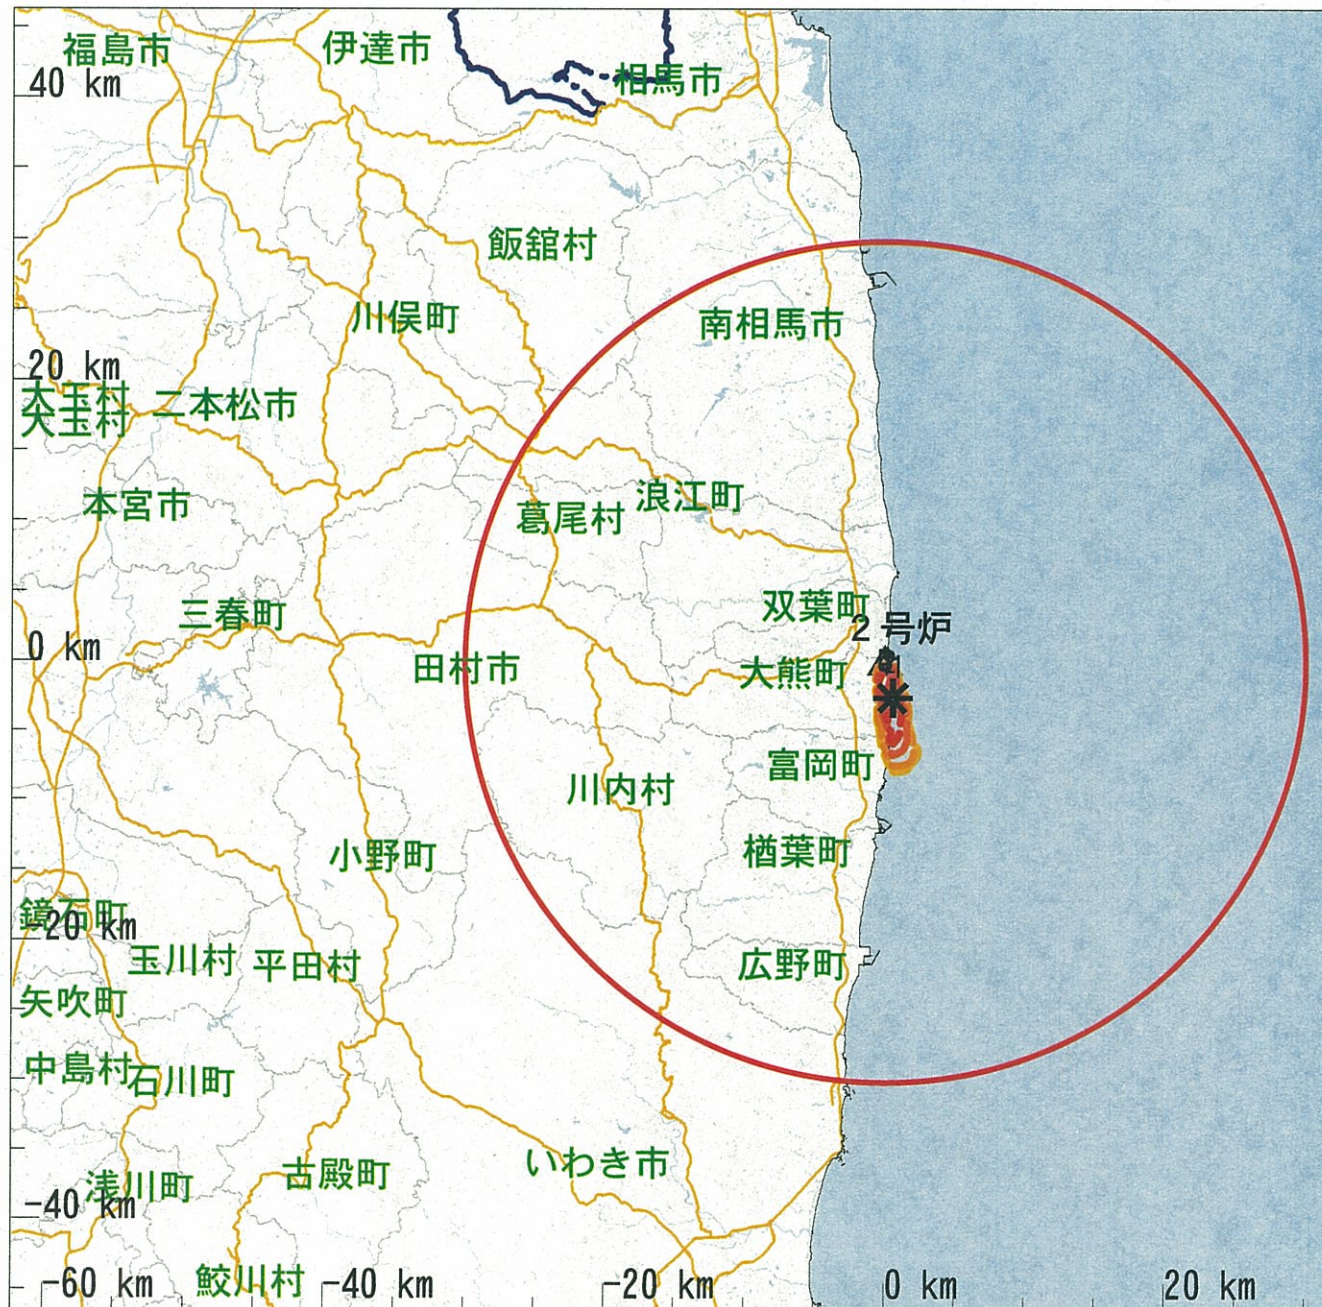 福島市
伊達市
40 km
相馬市
飯舘村
川俣町
南相馬市
20 km
大玉村
二本松市
大玉村
本宮市
浪江町
葛尾村
双葉町
三春町
2号炉
0 km
田村市
大熊町
富岡町
川内村
小野町
楢葉町
鏡石町
-20 km
玉川村
平田村
広野町
矢吹町
中島村
石川町
いわき市
浅川町
古殿町
-40 km
鮫川村
-60 km
-40 km
-20 km
0 km
20 km